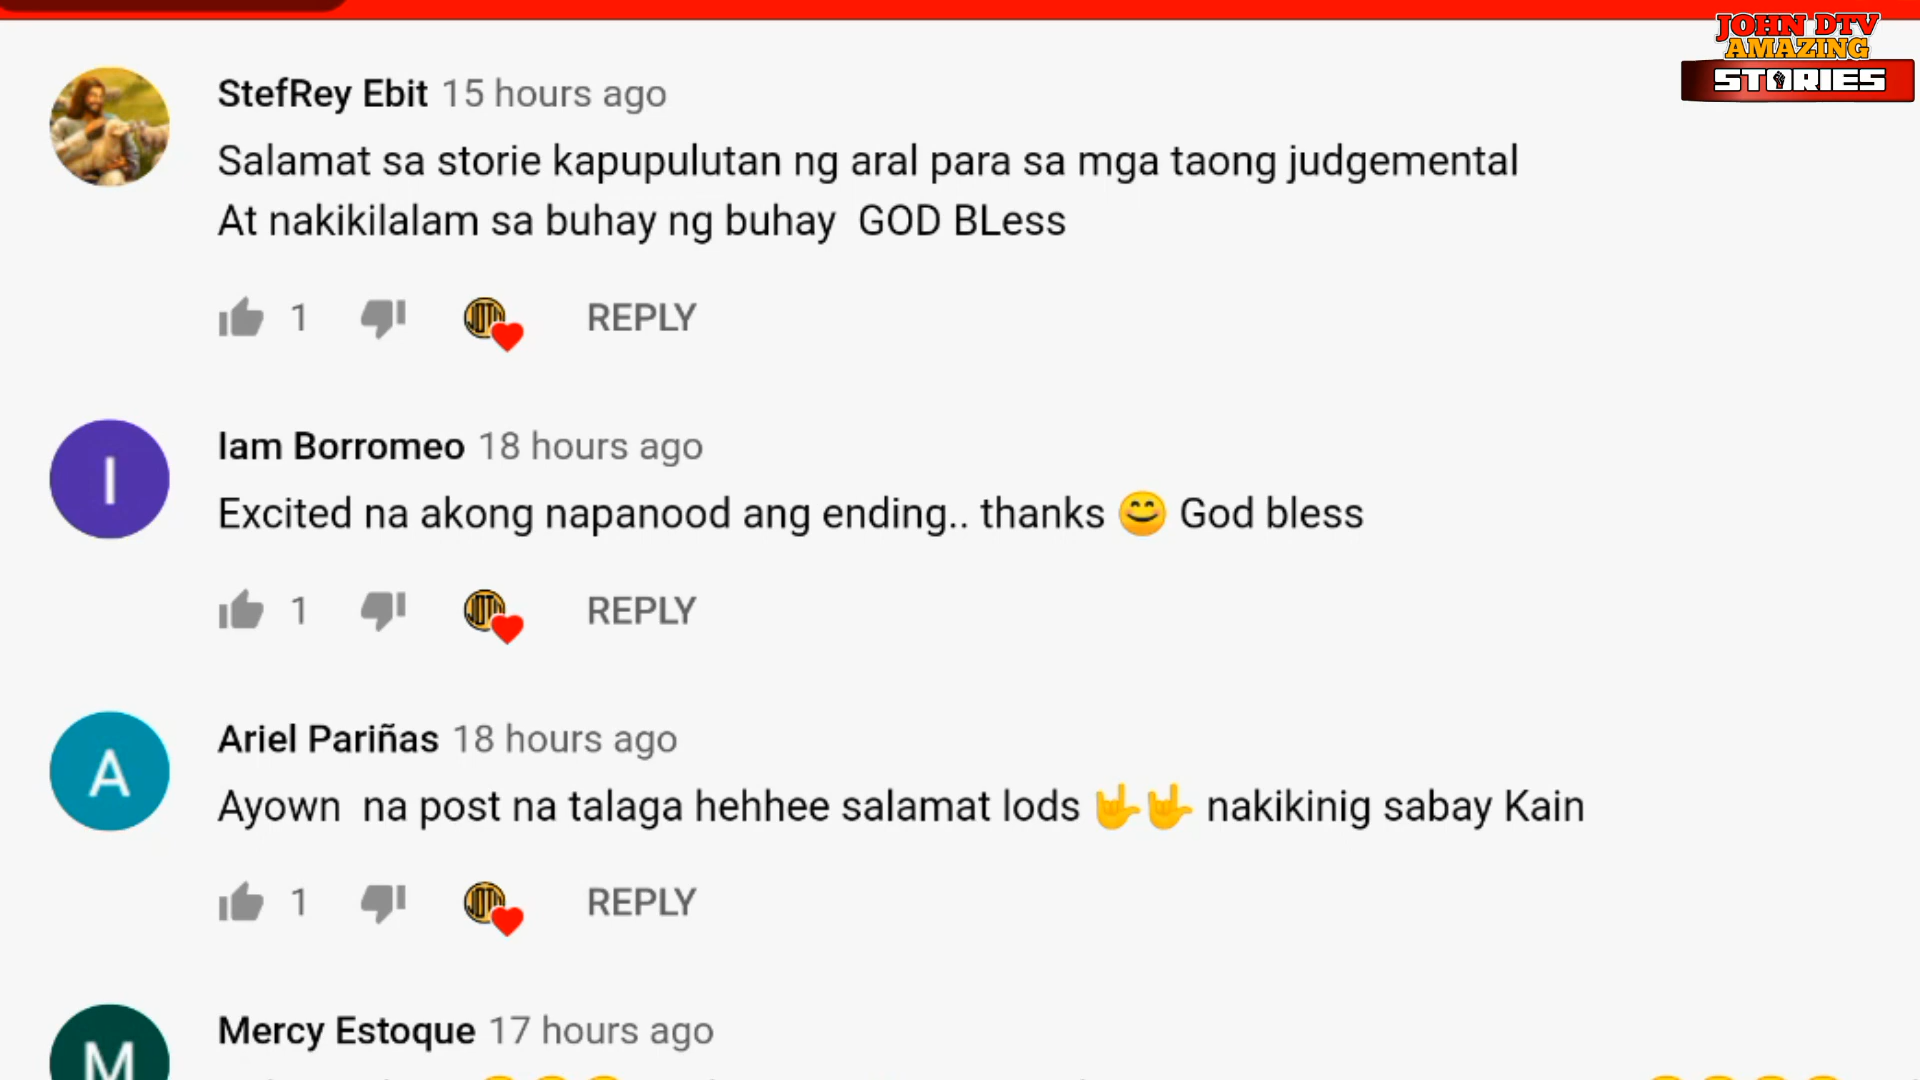 JOHN DTV
AMAZING
STORIES
StefRey Ebit 15 hours ago
Salamat sa storie kapupulutan ng aral para sa mga taong judgemental
At nakikilalam sa buhay ng buhay GOD BLess
1 REPLY
I
Iam Borromeo 18 hours ago
Excited na akong napanood ang ending.. thanks 😊 God bless
1 REPLY
A
Ariel Pariñas 18 hours ago
Ayown na post na talaga hehhee salamat lods 🤟🤟 nakikinig sabay Kain
1 REPLY
M
Mercy Estoque 17 hours ago